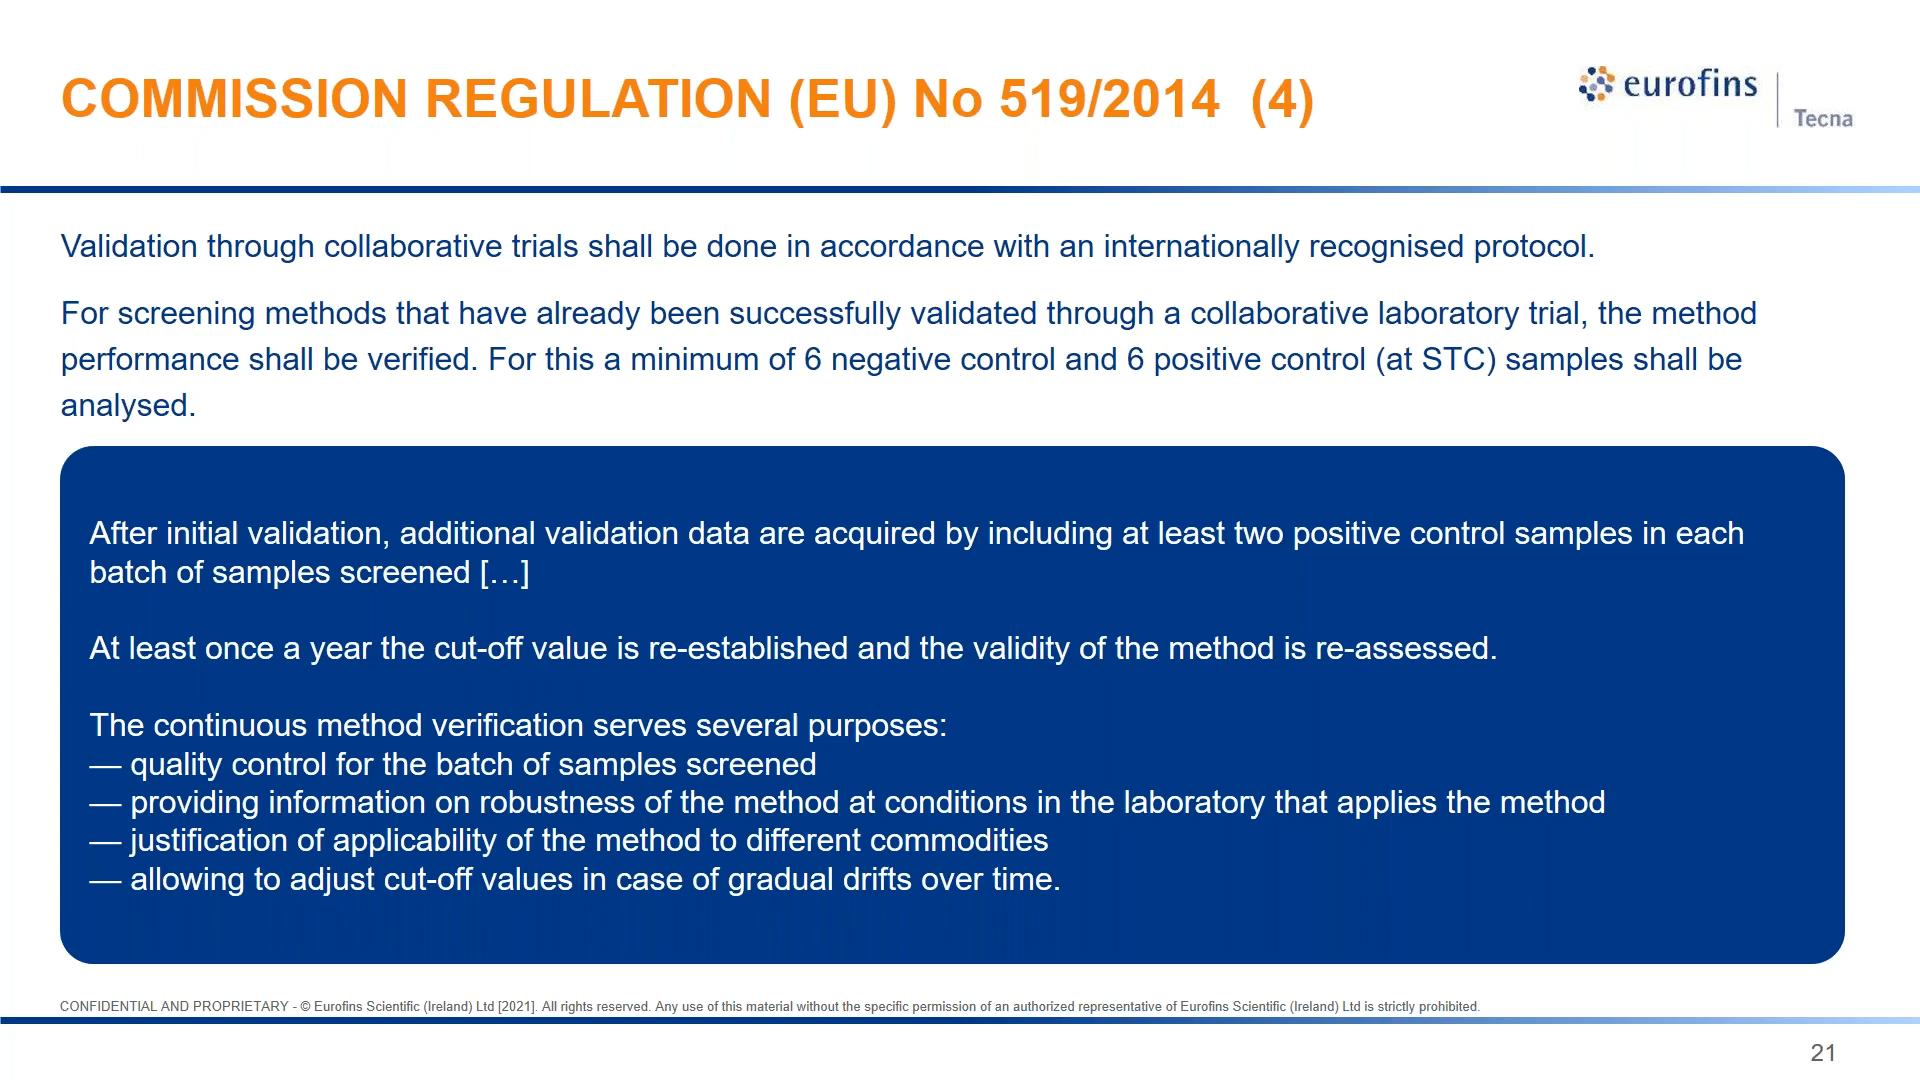 COMMISSION REGULATION (EU) No 519/2014 (4)
eurofins
Tecna
Validation through collaborative trials shall be done in accordance with an internationally recognised protocol.
For screening methods that have already been successfully validated through a collaborative laboratory trial, the method
performance shall be verified. For this a minimum of 6 negative control and 6 positive control (at STC) samples shall be
analysed.
After initial validation, additional validation data are acquired by including at least two positive control samples in each
batch of samples screened […]
At least once a year the cut-off value is re-established and the validity of the method is re-assessed.
The continuous method verification serves several purposes:
— quality control for the batch of samples screened
— providing information on robustness of the method at conditions in the laboratory that applies the method
— justification of applicability of the method to different commodities
— allowing to adjust cut-off values in case of gradual drifts over time.
CONFIDENTIAL AND PROPRIETARY - © Eurofins Scientific (Ireland) Ltd [2021]. All rights reserved. Any use of this material without the specific permission of an authorized representative of Eurofins Scientific (Ireland) Ltd is strictly prohibited.
21